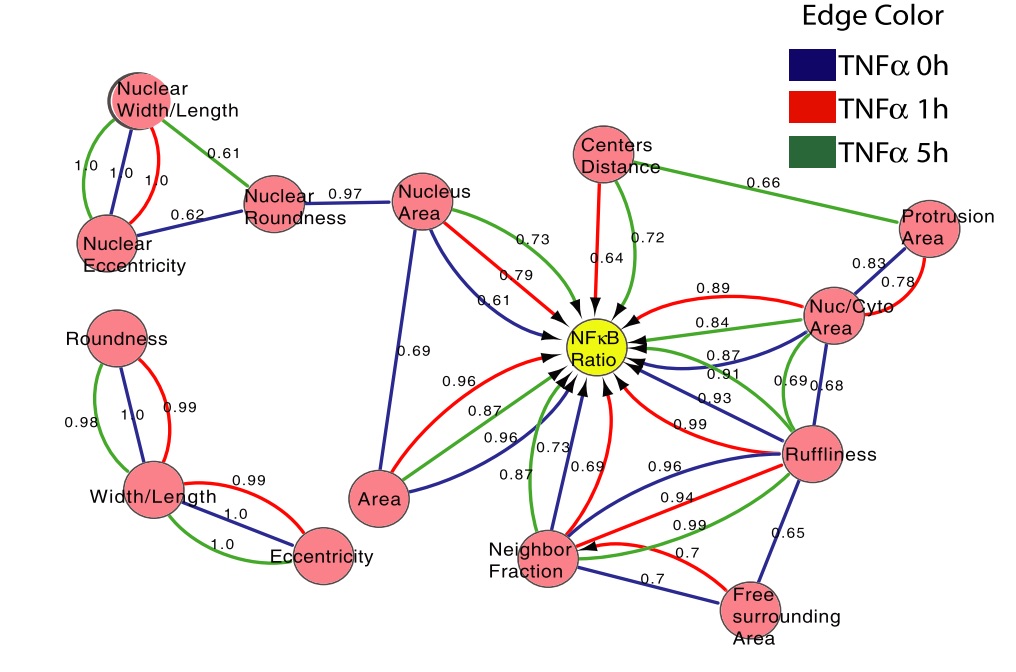 Edge Color
TNFα 0h
TNFα 1h
TNFα 5h
Nuclear
Width/Length
1.0
1.0
1.0
0.61
0.62
Nuclear
Eccentricity
Nuclear
Roundness
0.97
Nucleus
Area
Centers
Distance
0.66
Protrusion
Area
0.73
0.72
0.64
0.79
0.61
0.83
0.78
0.89
Nuc/Cyto
Area
0.84
NFκB
Ratio
0.87
0.91
0.69
0.68
0.69
0.93
0.99
Roundness
0.98
1.0
0.99
0.96
0.87
0.96
0.73
0.87
0.69
Ruffliness
0.96
0.94
0.99
Width/Length
0.99
1.0
1.0
Eccentricity
Area
Neighbor
Fraction
0.7
0.7
0.65
Free
surrounding
Area